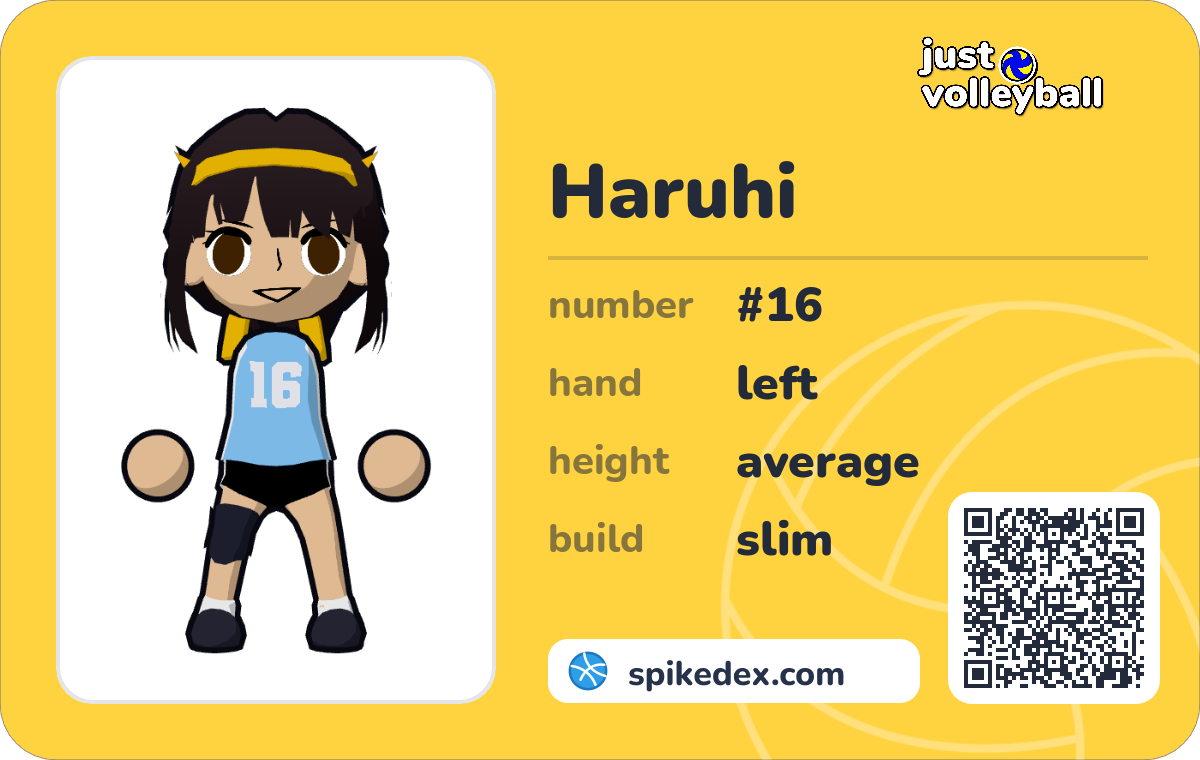 just
volleyball
Haruhi
number #16
hand left
height average
build slim
16
spikedex.com